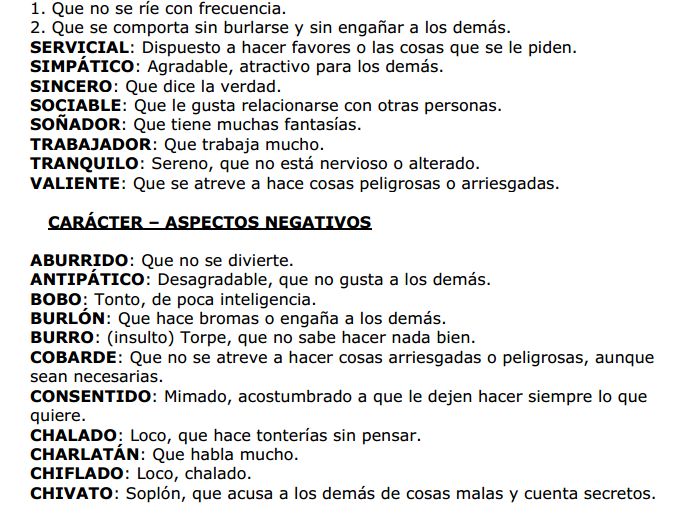 1. Que no se ríe con frecuencia.
2. Que se comporta sin burlarse y sin engañar a los demás.
SERVICIAL: Dispuesto a hacer favores o las cosas que se le piden.
SIMPÁTICO: Agradable, atractivo para los demás.
SINCERO: Que dice la verdad.
SOCIABLE: Que le gusta relacionarse con otras personas.
SOÑADOR: Que tiene muchas fantasías.
TRABAJADOR: Que trabaja mucho.
TRANQUILO: Sereno, que no está nervioso o alterado.
VALIENTE: Que se atreve a hace cosas peligrosas o arriesgadas.
CARÁCTER – ASPECTOS NEGATIVOS
ABURRIDO: Que no se divierte.
ANTIPÁTICO: Desagradable, que no gusta a los demás.
BOBO: Tonto, de poca inteligencia.
BURLÓN: Que hace bromas o engaña a los demás.
BURRO: (insulto) Torpe, que no sabe hacer nada bien.
COBARDE: Que no se atreve a hacer cosas arriesgadas o peligrosas, aunque
sean necesarias.
CONSENTIDO: Mimado, acostumbrado a que le dejen hacer siempre lo que
quiere.
CHALADO: Loco, que hace tonterías sin pensar.
CHARLATÁN: Que habla mucho.
CHIFLADO: Loco, chalado.
CHIVATO: Soplón, que acusa a los demás de cosas malas y cuenta secretos.